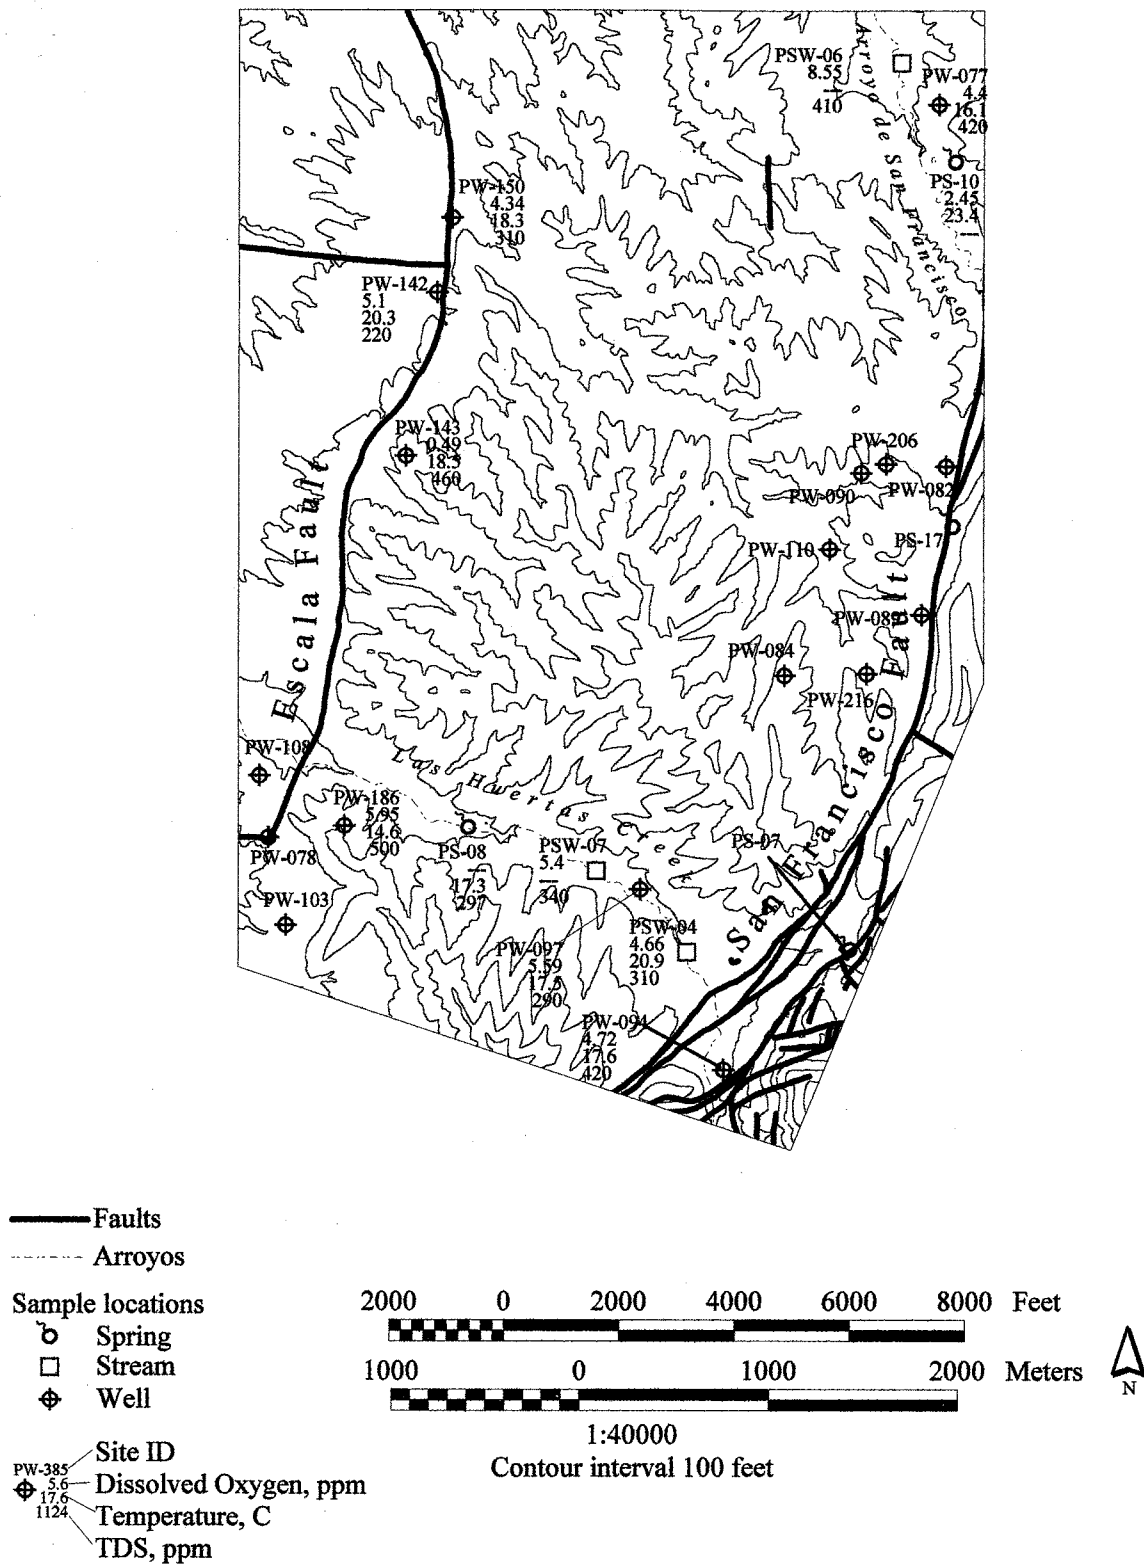 PSW-06
8.55
---
410
Arroyo de San Francisco
PW-077
4.4
16.1
420
PS-10
2.45
23.4
---
PW-150
4.34
18.3
310
PW-142
5.1
20.3
220
PW-143
0.49
18.5
460
PW-206
PW-090
PW-082
PS-17
PW-110
PW-089
PW-084
PW-216
Escala Fault
San Francisco Fault
PW-108
Las Huertas Creek
PW-186
5.95
14.6
500
PW-078
PS-08
---
17.3
297
PSW-07
5.4
---
340
PS-07
PW-103
PSW-04
4.66
20.9
310
PW-097
5.59
17.5
290
PW-094
4.72
17.6
420
Faults
Arroyos
Sample locations
Spring
Stream
Well
2000 0 2000 4000 6000 8000 Feet
1000 0 1000 2000 Meters
N
1:40000
Contour interval 100 feet
PW-385
5.6
17.6
1124
Site ID
Dissolved Oxygen, ppm
Temperature, C
TDS, ppm